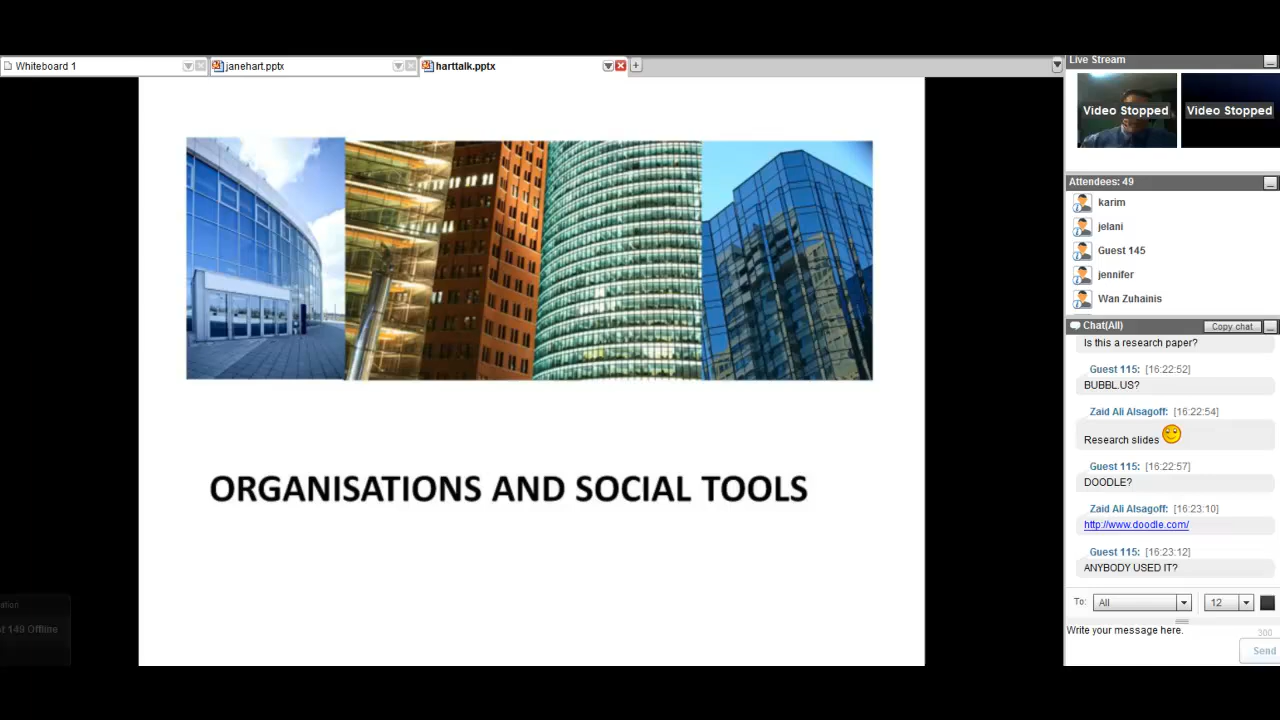 Whiteboard 1
janehart.pptx
harttalk.pptx
Live Stream
Video Stopped
Video Stopped
Attendees: 49
karim
jelani
Guest 145
jennifer
Wan Zuhainis
Chat(All)
Copy chat
Is this a research paper?
Guest 115: [16:22:52]
BUBBL.US?
Zaid Ali Alsagoff: [16:22:54]
Research slides
Guest 115: [16:22:57]
DOODLE?
Zaid Ali Alsagoff: [16:23:10]
http://www.doodle.com/
Guest 115: [16:23:12]
ANYBODY USED IT?
To: All 12
Write your message here.
300
Send
ORGANISATIONS AND SOCIAL TOOLS
ation
t 149 Offline